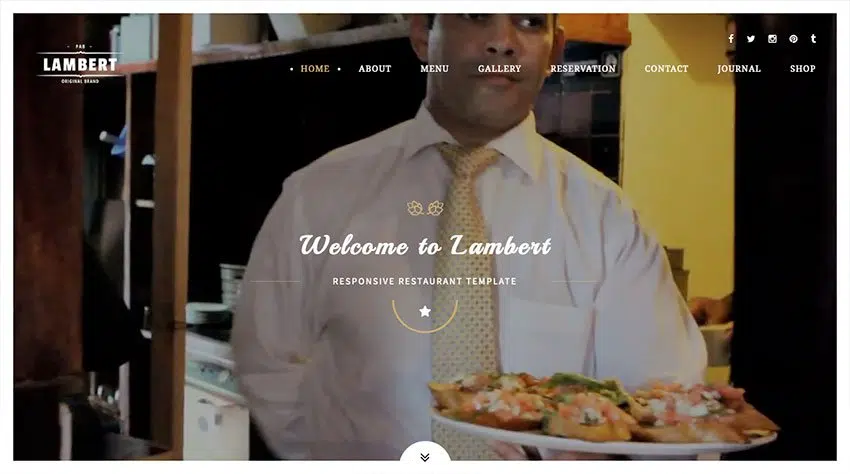 PAB
LAMBERT
ORIGINAL BRAND
HOME ABOUT MENU GALLERY RESERVATION CONTACT JOURNAL SHOP
Welcome to Lambert
RESPONSIVE RESTAURANT TEMPLATE